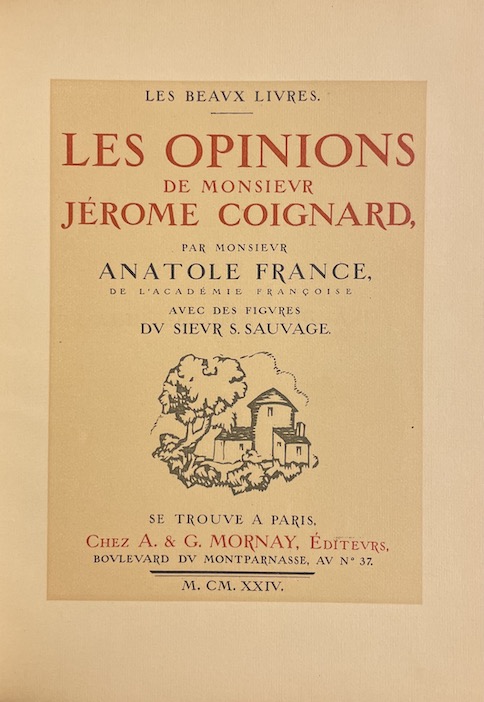 LES BEAVX LIVRES.
LES OPINIONS
DE MONSIEVR
JÉROME COIGNARD,
PAR MONSIEVR
ANATOLE FRANCE,
DE L'ACADÉMIE FRANÇOISE
AVEC DES FIGVRES
DV SIEVR S. SAUVAGE.
SE TROUVE A PARIS,
CHEZ A. & G. MORNAY, ÉDITEVRS,
BOVLEVARD DV MONTPARNASSE, AV Nº 37.
M. CM. XXIV.